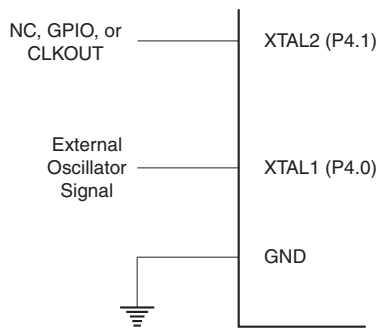 NC, GPIO, or
CLKOUT
XTAL2 (P4.1)
External
Oscillator
Signal
XTAL1 (P4.0)
GND